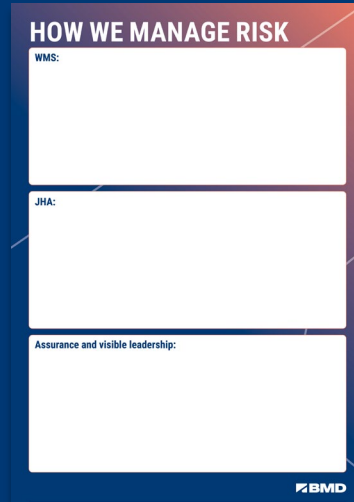 HOW WE MANAGE RISK
WMS:
JHA:
Assurance and visible leadership:
BMD